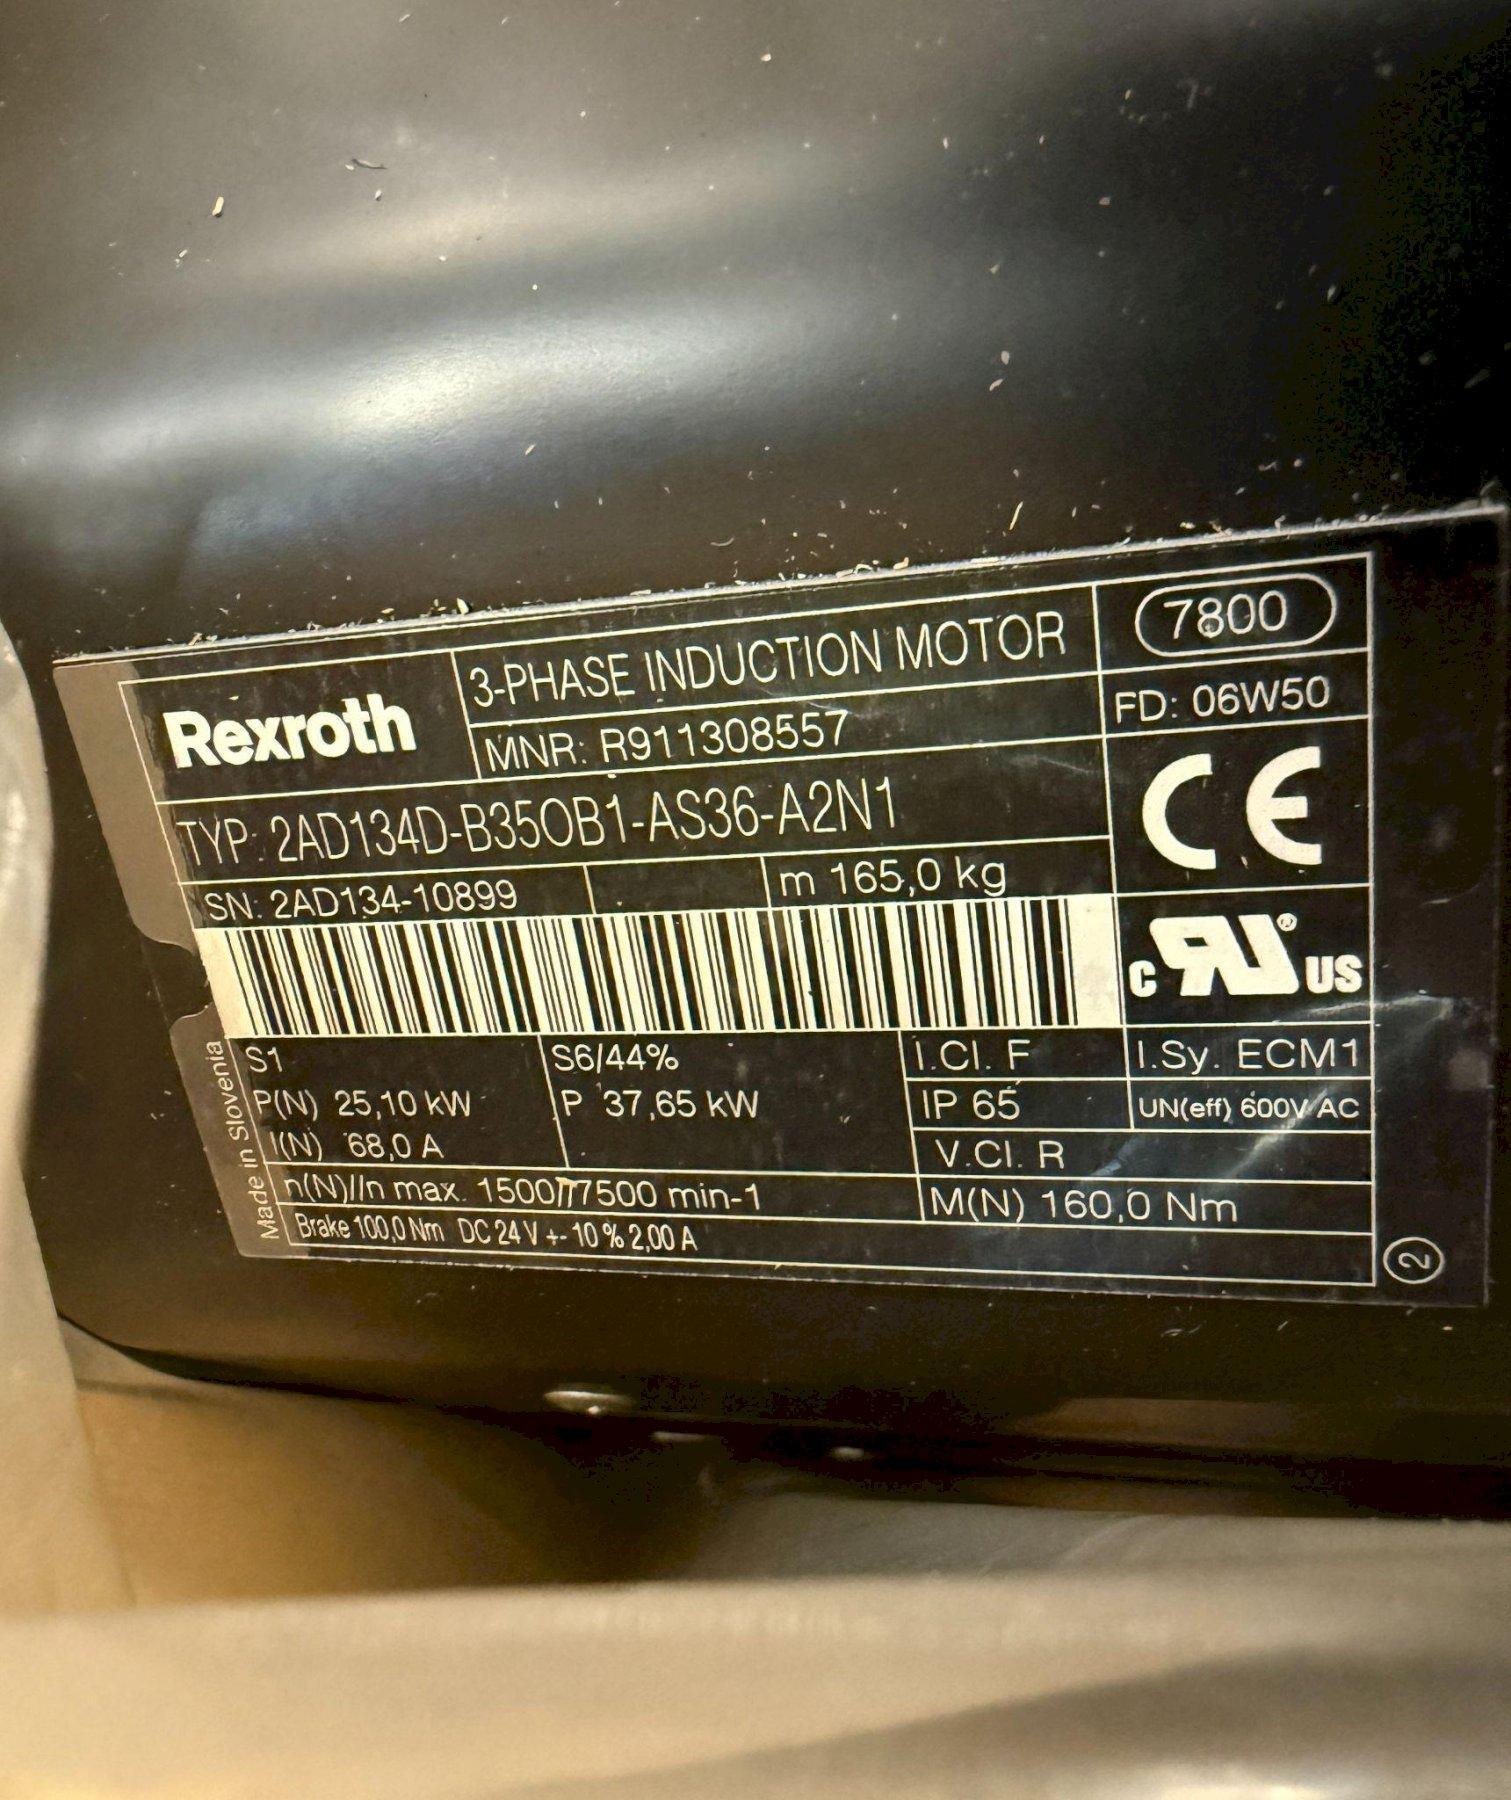 Rexroth
3-PHASE INDUCTION MOTOR
7800
MNR: R911308557
FD: 06W50
TYP: 2AD134D-B35OB1-AS36-A2N1
CE
SN: 2AD134-10899
m 165,0 kg
c RU ® US
Made in Slovenia
S1
S6/44%
I.Cl. F
I.Sy. ECM1
P(N) 25,10 kW
P 37,65 kW
IP 65
UN(eff) 600V AC
I(N) 68,0 A
V.Cl. R
n(N)//n max. 1500//7500 min-1
M(N) 160,0 Nm
Brake 100,0 Nm DC 24 V +- 10 % 2,00 A
2